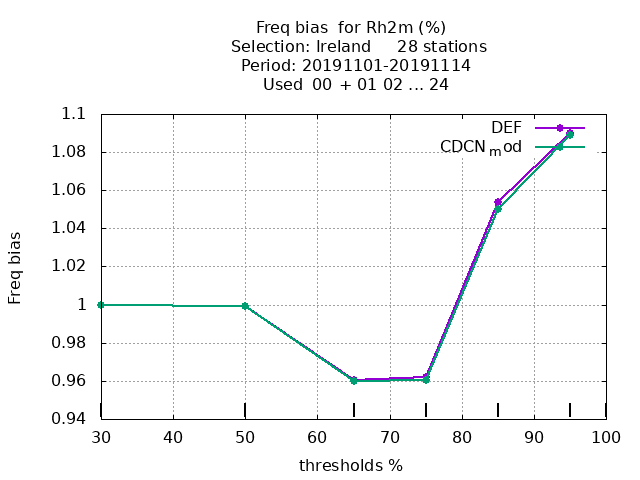 Freq bias  for Rh2m (%)
Selection: Ireland     28 stations
Period: 20191101-20191114
Used  00 + 01 02 ... 24
DEF
CDCNmod
Freq bias
1.1
1.08
1.06
1.04
1.02
1
0.98
0.96
0.94
30 40 50 60 70 80 90 100
thresholds %